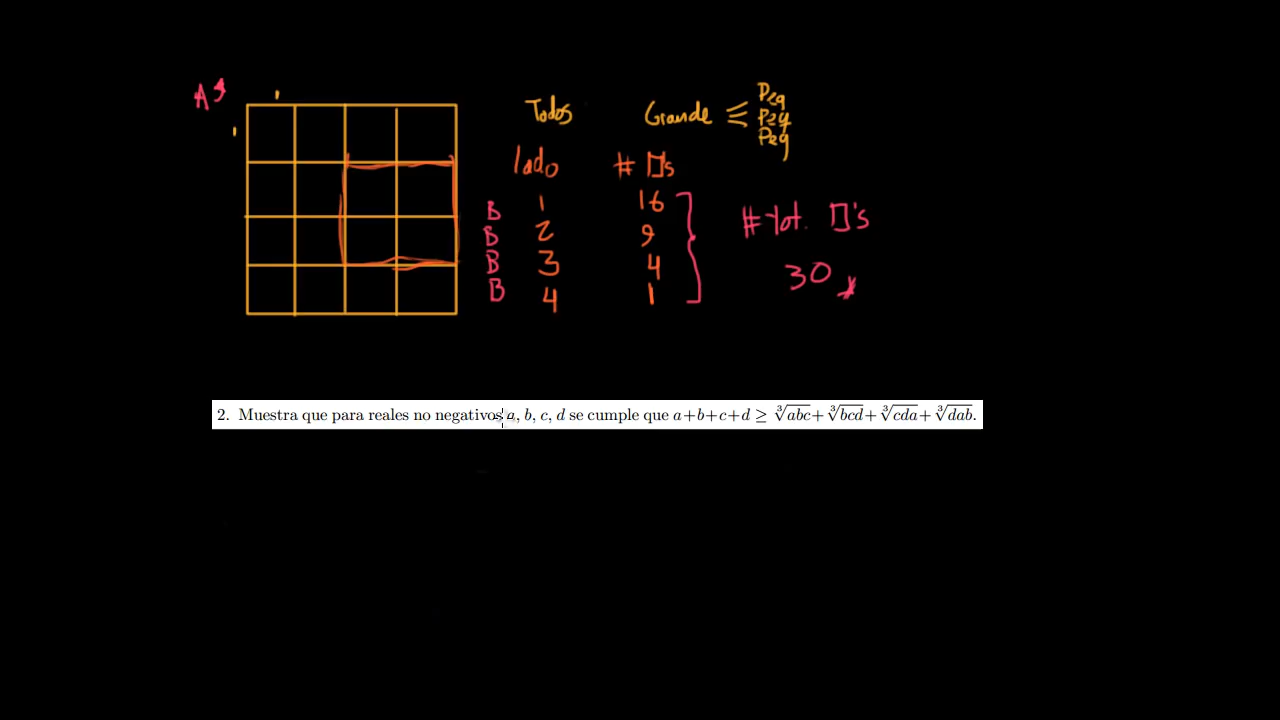 A
Todos Grande ≤ Peq
Peq
Peq
lado # □s
B 1 16
B 2 9
B 3 4
B 4 1
# tot. □'s
30
2. Muestra que para reales no negativos a, b, c, d se cumple que a+b+c+d ≥ ∛abc+∛bcd+∛cda+∛dab.